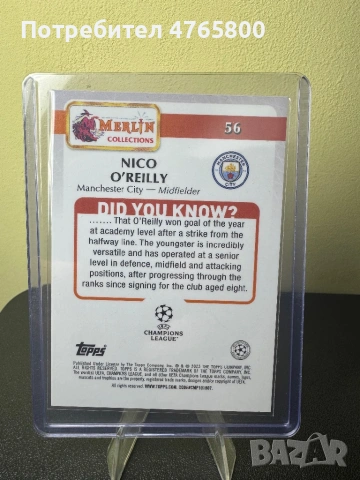 Потребител 4765800
MERLIN
COLLECTIONS
56
NICO
O'REILLY
Manchester City — Midfielder
MANCHESTER
CITY
DID YOU KNOW?
....... That O'Reilly won goal of the
year at academy level after a strike from the
halfway line. The youngster is incredibly
versatile and has operated at a senior
level in defence, midfield and attacking
positions, after progressing through the
ranks since signing for the club aged eight.
UEFA
CHAMPIONS
LEAGUE
Topps
BAZAR